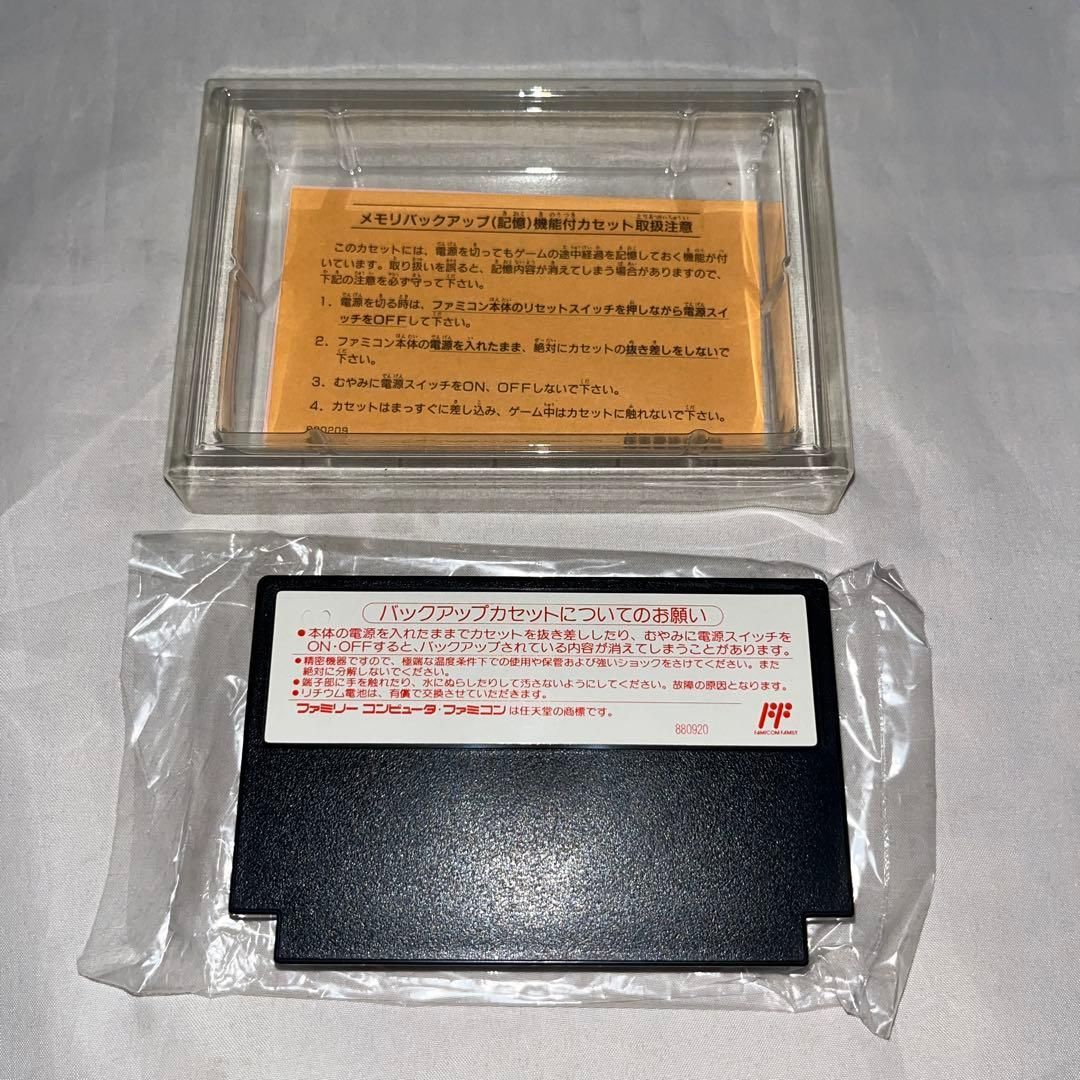 メモリバックアップ(記憶)機能付カセット取扱注意
このカセットには、電源を切ってもゲームの途中経過を記憶しておく機能が付
いています。取り扱いを誤ると、記憶内容が消えてしまう場合がありますので、
下記の注意を必ず守って下さい。
1. 電源を切る時は、ファミコン本体のリセットスイッチを押しながら電源スイ
ッチをOFFして下さい。
2. ファミコン本体の電源を入れたまま、絶対にカセットの抜き差しをしないで
下さい。
3. むやみに電源スイッチをON、OFFしないで下さい。
4. カセットはまっすぐに差し込み、ゲーム中はカセットに触れないで下さい。
バックアップカセットについてのお願い
●本体の電源を入れたままでカセットを抜き差ししたり、むやみに電源スイッチを
ON・OFFすると、バックアップされている内容が消えてしまうことがあります。
●精密機器ですので、極端な温度条件下での使用や保管および強いショックをさけてください。また
絶対に分解しないでください。
●端子部に手を触れたり、水にぬらしたりして汚さないようにしてください。故障の原因となります。
●リチウム電池は、有償で交換させていただきます。
ファミリー コンピュータ・ファミコンは任天堂の商標です。
880920
FAMICOM FAMILY